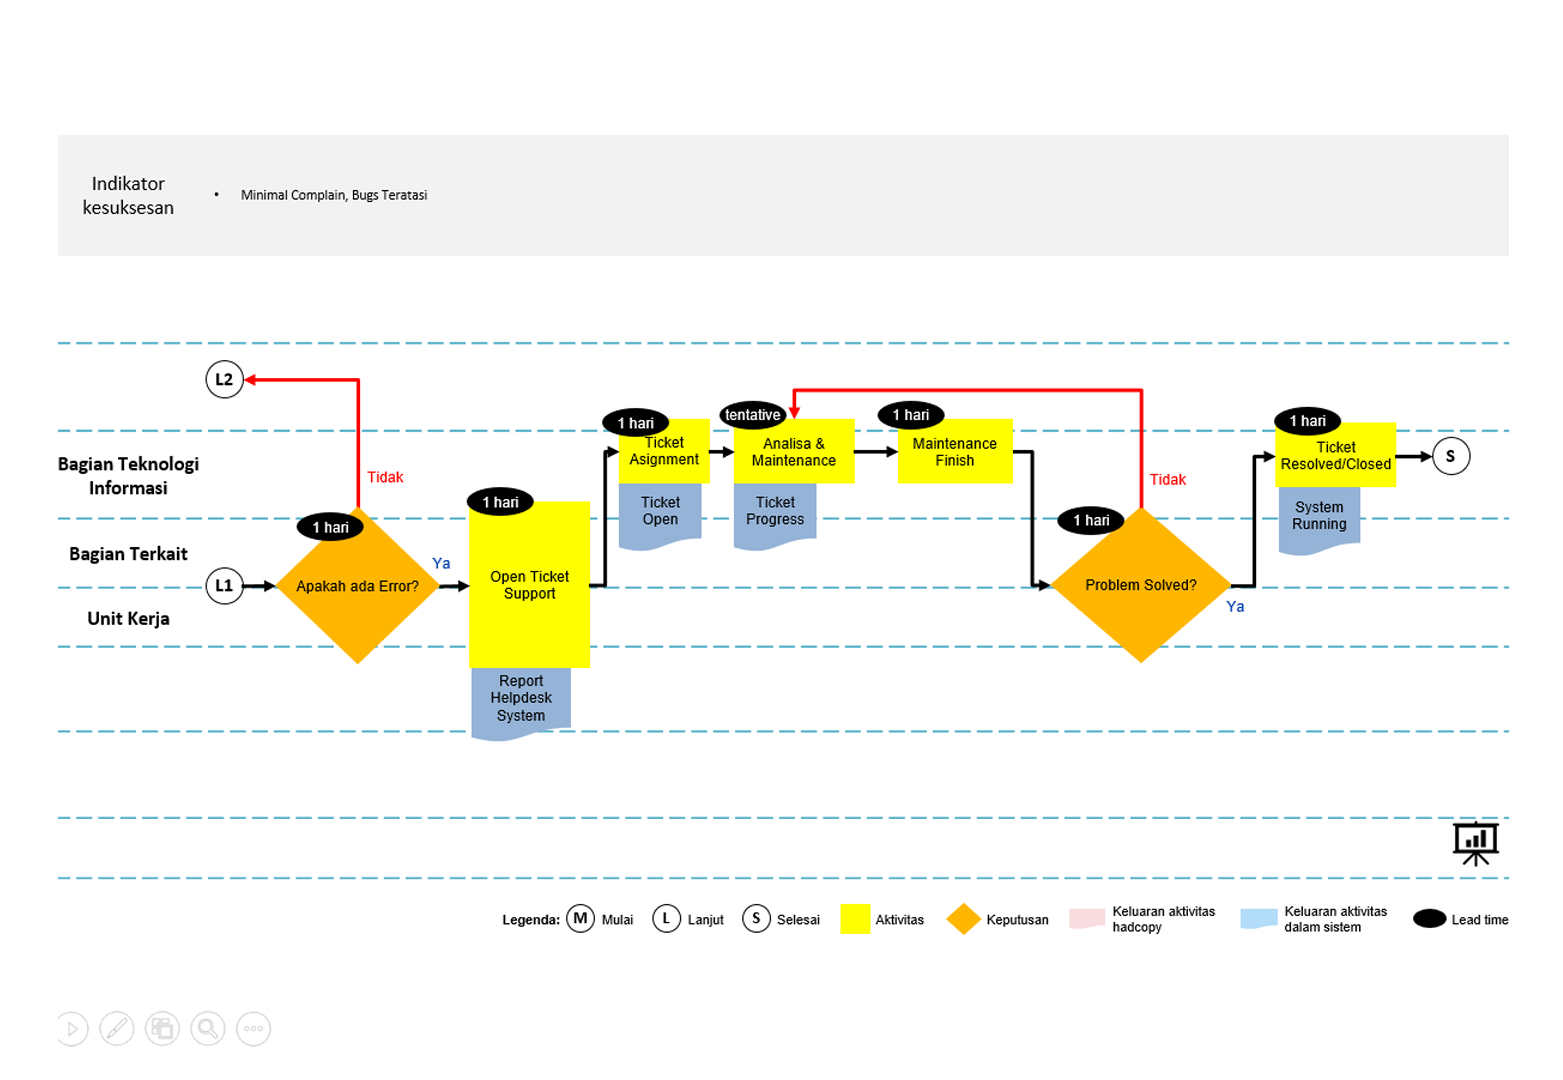 Indikator
kesuksesan
• Minimal Complain, Bugs Teratasi
L2
Bagian Teknologi
Informasi
Bagian Terkait
Unit Kerja
L1
Tidak
1 hari
Apakah ada Error?
Ya
1 hari
Open Ticket
Support
Report
Helpdesk
System
1 hari
Ticket
Asignment
Ticket
Open
tentative
Analisa &
Maintenance
Ticket
Progress
1 hari
Maintenance
Finish
Tidak
1 hari
Problem Solved?
Ya
1 hari
Ticket
Resolved/Closed
System
Running
S
Legenda:
M Mulai
L Lanjut
S Selesai
Aktivitas
Keputusan
Keluaran aktivitas
hadcopy
Keluaran aktivitas
dalam sistem
Lead time